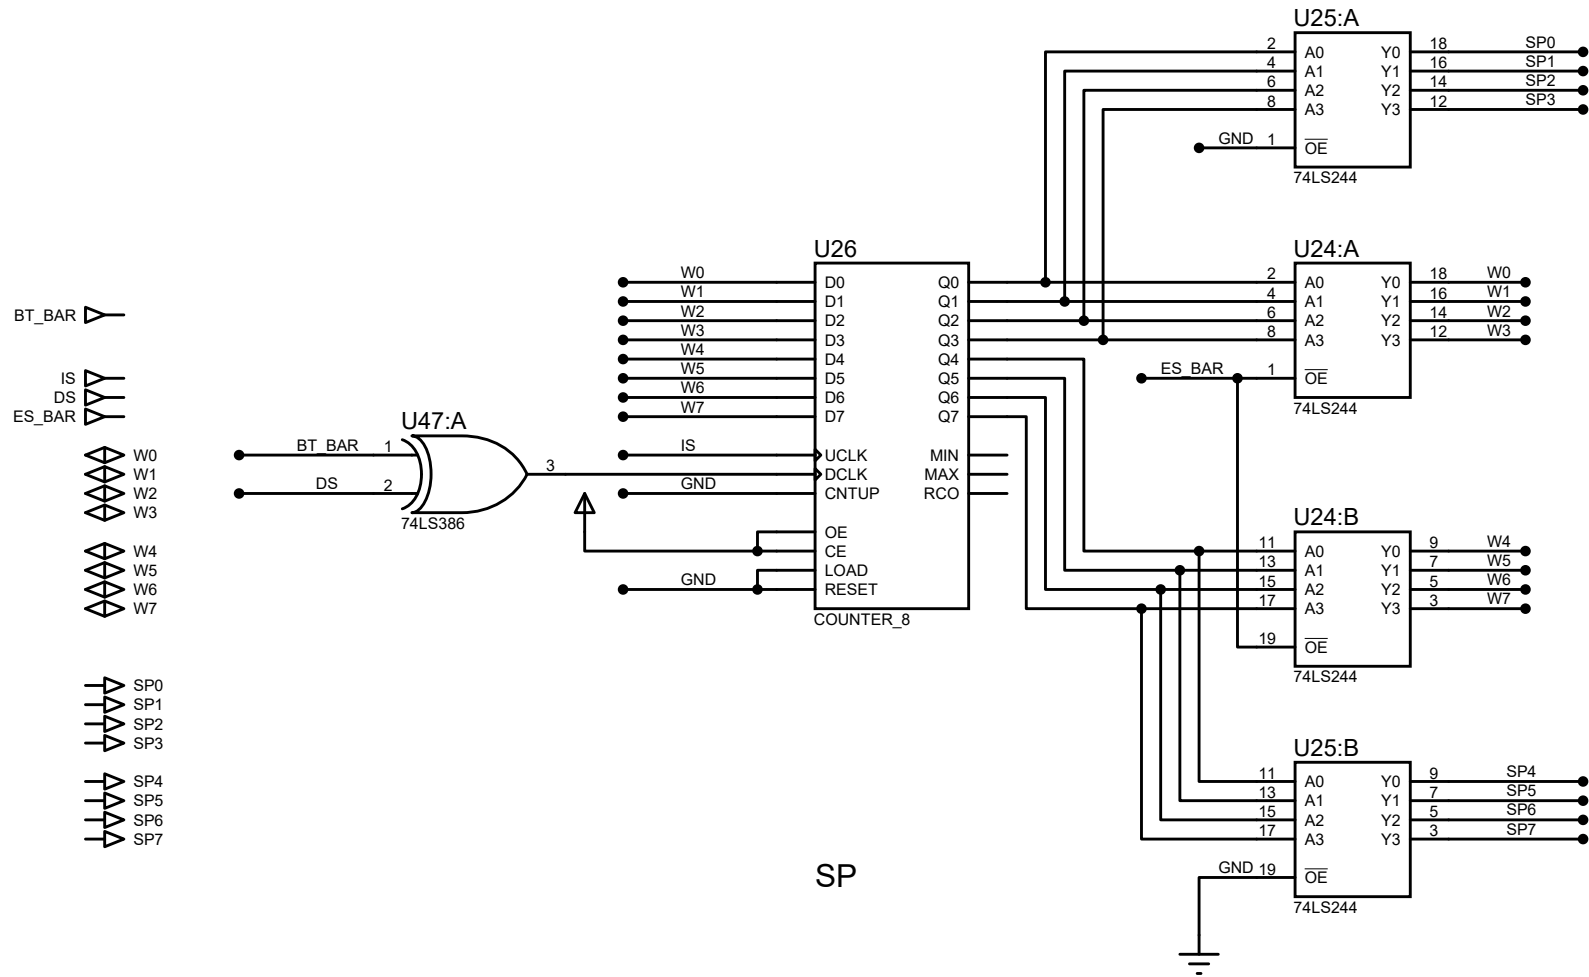 U25:A
2 A0 Y0 18 SP0
4 A1 Y1 16 SP1
6 A2 Y2 14 SP2
8 A3 Y3 12 SP3
GND 1 OE
74LS244
U26
W0 D0 Q0
W1 D1 Q1
W2 D2 Q2
W3 D3 Q3
W4 D4 Q4
W5 D5 Q5
W6 D6 Q6
W7 D7 Q7
IS UCLK MIN
DCLK MAX
GND CNTUP RCO
OE
CE
LOAD
GND RESET
COUNTER_8
U24:A
2 A0 Y0 18 W0
4 A1 Y1 16 W1
6 A2 Y2 14 W2
8 A3 Y3 12 W3
ES_BAR 1 OE
74LS244
BT_BAR
IS
DS
ES_BAR
W0
W1
W2
W3
W4
W5
W6
W7
SP0
SP1
SP2
SP3
SP4
SP5
SP6
SP7
U47:A
BT_BAR 1
3
DS 2
74LS386
U24:B
11 A0 Y0 9 W4
13 A1 Y1 7 W5
15 A2 Y2 5 W6
17 A3 Y3 3 W7
19 OE
74LS244
U25:B
11 A0 Y0 9 SP4
13 A1 Y1 7 SP5
15 A2 Y2 5 SP6
17 A3 Y3 3 SP7
GND 19 OE
74LS244
SP